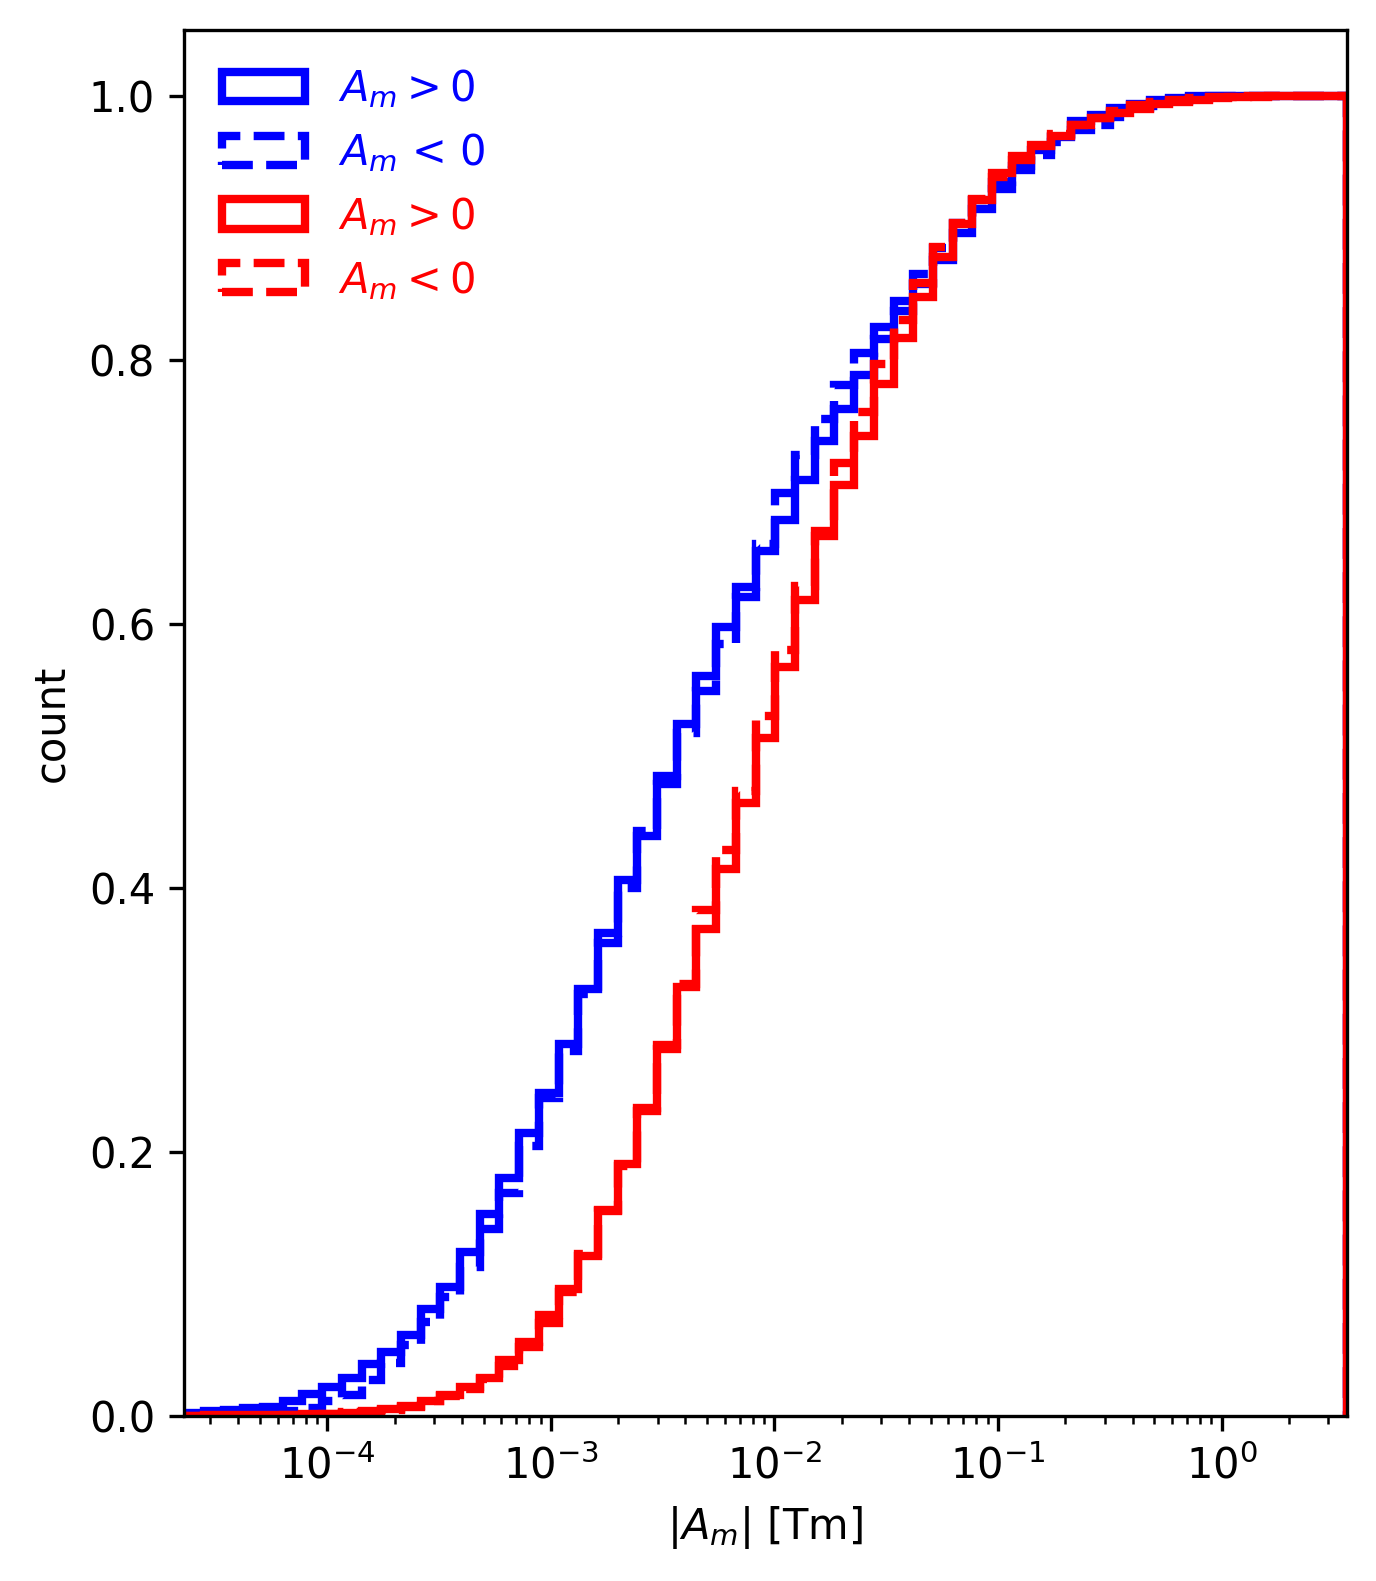 A_m > 0
A_m < 0
A_m > 0
A_m < 0
1.0
0.8
0.6
0.4
0.2
0.0
count
10^{-4} 10^{-3} 10^{-2} 10^{-1} 10^{0}
|A_m| [Tm]